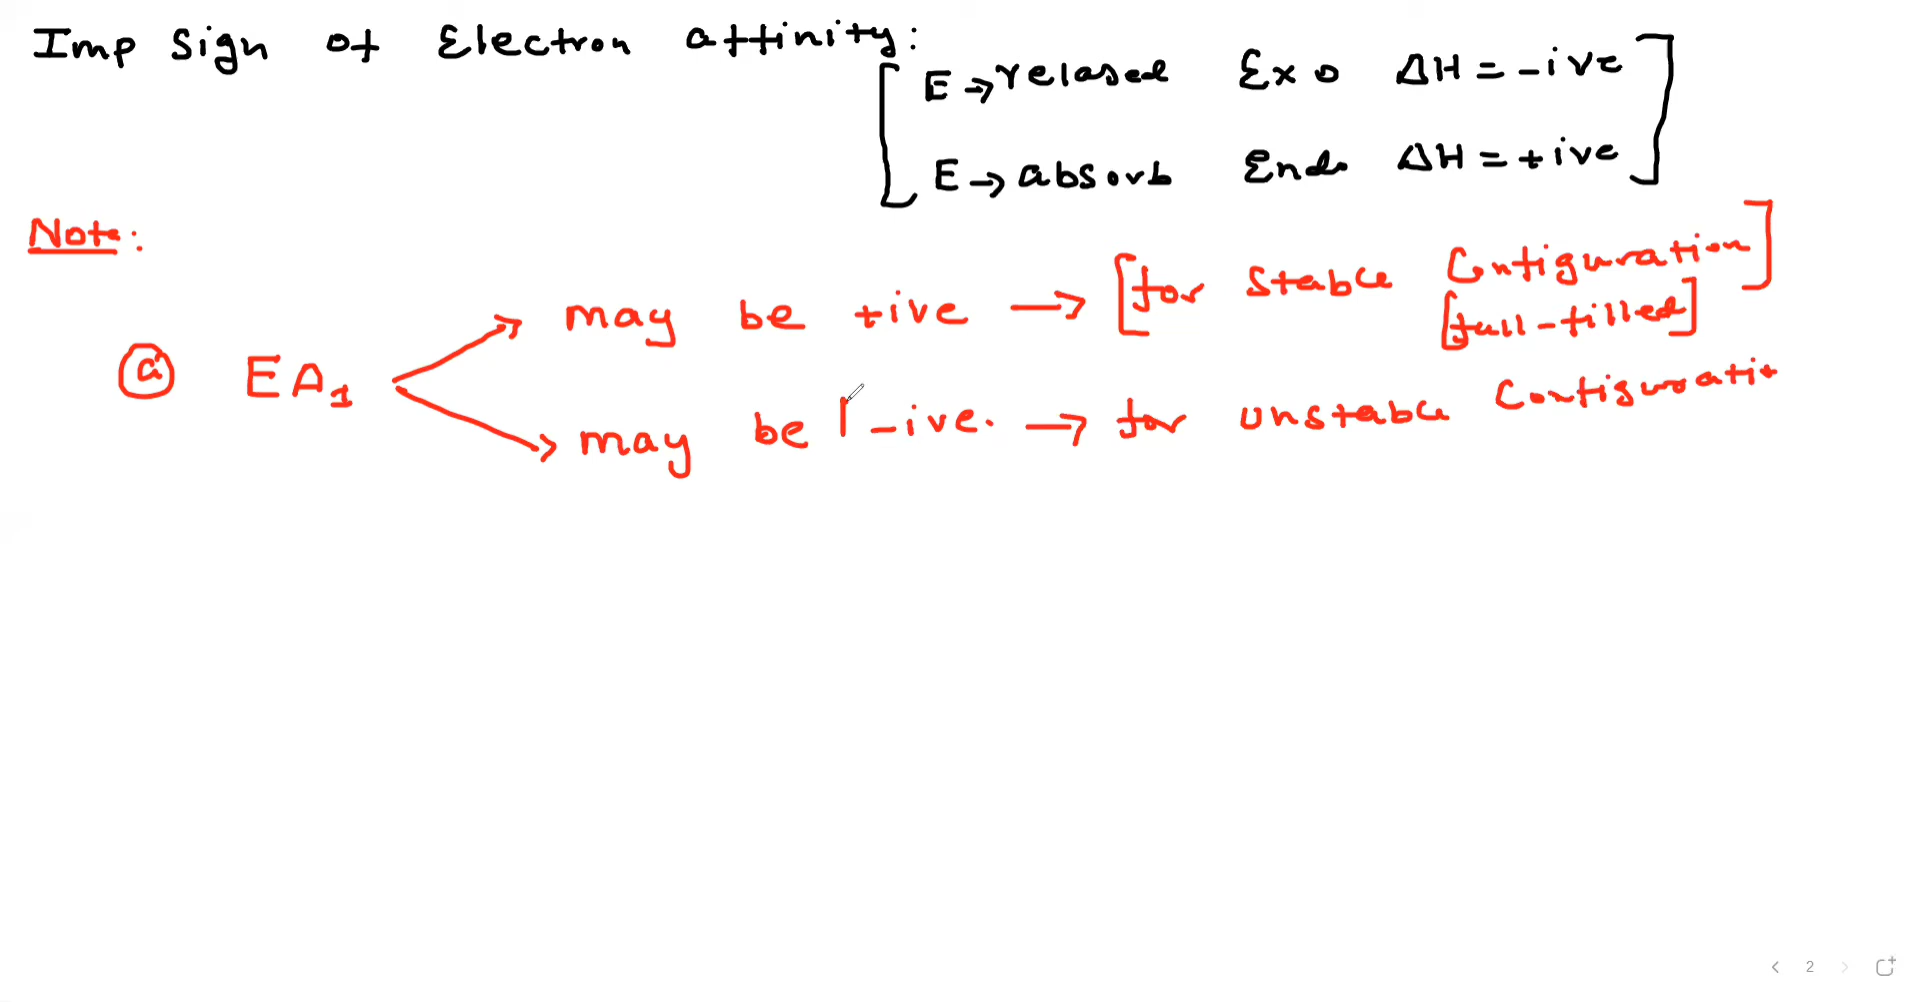 Imp Sign of Electron affinity:
[E → relased Exo ΔH = -ive
E → absorb Endo ΔH = +ive]
Note:
may be +ive → [for Stable Configuration]
[full-filled]
ⓐ EA₁
may be [-ive. → for unstable Configuratio
2